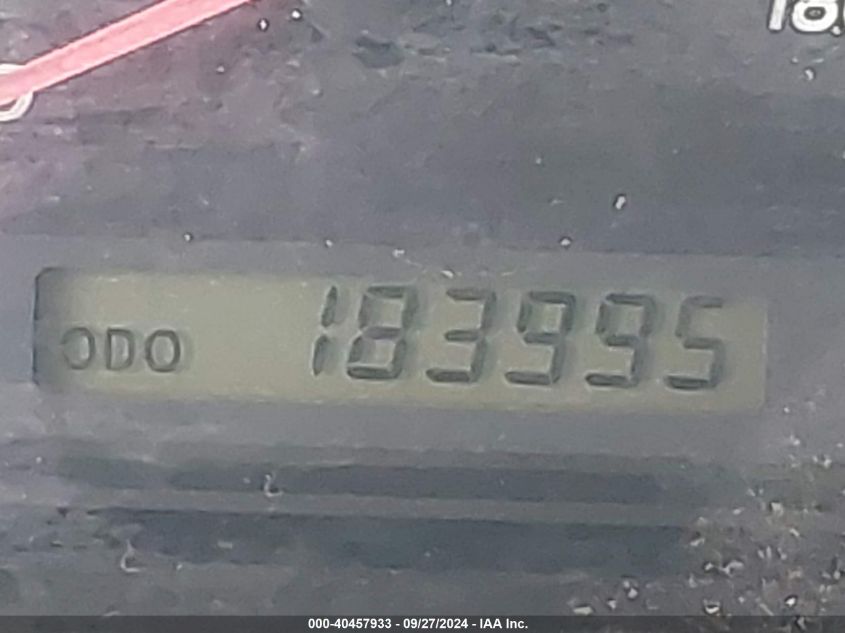 ODO 183995
000-40457933 - 09/27/2024 - IAA Inc.